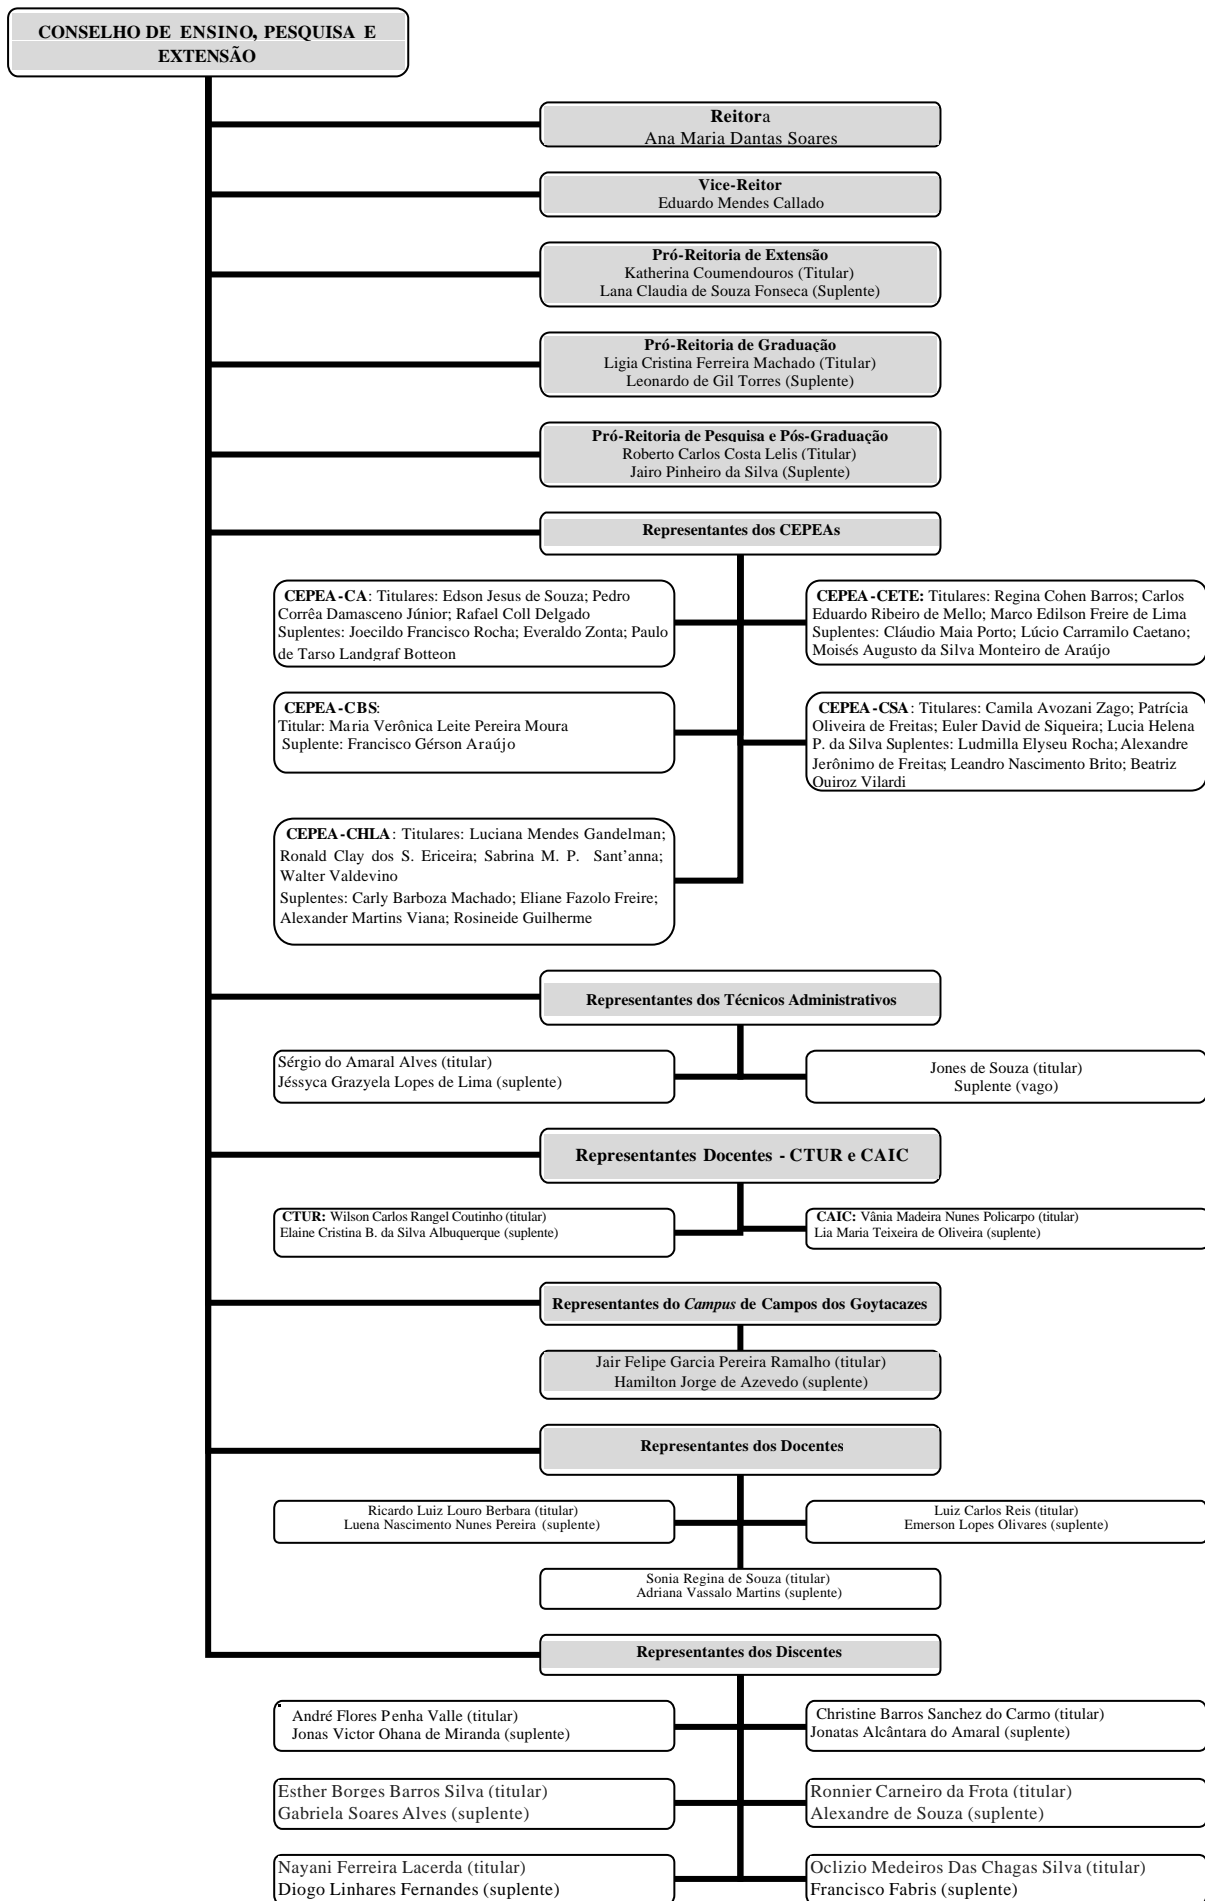 CONSELHO DE ENSINO, PESQUISA E
EXTENSÃO
Reitora
Ana Maria Dantas Soares
Vice-Reitor
Eduardo Mendes Callado
Pró-Reitoria de Extensão
Katherina Coumendouros (Titular)
Lana Claudia de Souza Fonseca (Suplente)
Pró-Reitoria de Graduação
Ligia Cristina Ferreira Machado (Titular)
Leonardo de Gil Torres (Suplente)
Pró-Reitoria de Pesquisa e Pós-Graduação
Roberto Carlos Costa Lelis (Titular)
Jairo Pinheiro da Silva (Suplente)
Representantes dos CEPEAs
CEPEA-CA: Titulares: Edson Jesus de Souza; Pedro
Corrêa Damasceno Júnior; Rafael Coll Delgado
Suplentes: Joecildo Francisco Rocha; Everaldo Zonta; Paulo
de Tarso Landgraf Botteon
CEPEA-CETE: Titulares: Regina Cohen Barros; Carlos
Eduardo Ribeiro de Mello; Marco Edilson Freire de Lima
Suplentes: Cláudio Maia Porto; Lúcio Carramilo Caetano;
Moisés Augusto da Silva Monteiro de Araújo
CEPEA-CBS:
Titular: Maria Verônica Leite Pereira Moura
Suplente: Francisco Gérson Araújo
CEPEA-CSA: Titulares: Camila Avozani Zago; Patrícia
Oliveira de Freitas; Euler David de Siqueira; Lucia Helena
P. da Silva Suplentes: Ludmilla Elyseu Rocha; Alexandre
Jerônimo de Freitas; Leandro Nascimento Brito; Beatriz
Quiroz Vilardi
CEPEA-CHLA: Titulares: Luciana Mendes Gandelman;
Ronald Clay dos S. Ericeira; Sabrina M. P. Sant’anna;
Walter Valdevino
Suplentes: Carly Barboza Machado; Eliane Fazolo Freire;
Alexander Martins Viana; Rosineide Guilherme
Representantes dos Técnicos Administrativos
Sérgio do Amaral Alves (titular)
Jéssyca Grazyela Lopes de Lima (suplente)
Jones de Souza (titular)
Suplente (vago)
Representantes Docentes - CTUR e CAIC
CTUR: Wilson Carlos Rangel Coutinho (titular)
Elaine Cristina B. da Silva Albuquerque (suplente)
CAIC: Vânia Madeira Nunes Policarpo (titular)
Lia Maria Teixeira de Oliveira (suplente)
Representantes do Campus de Campos dos Goytacazes
Jair Felipe Garcia Pereira Ramalho (titular)
Hamilton Jorge de Azevedo (suplente)
Representantes dos Docentes
Ricardo Luiz Louro Berbara (titular)
Luena Nascimento Nunes Pereira (suplente)
Luiz Carlos Reis (titular)
Emerson Lopes Olivares (suplente)
Sonia Regina de Souza (titular)
Adriana Vassalo Martins (suplente)
Representantes dos Discentes
André Flores Penha Valle (titular)
Jonas Victor Ohana de Miranda (suplente)
Christine Barros Sanchez do Carmo (titular)
Jonatas Alcântara do Amaral (suplente)
Esther Borges Barros Silva (titular)
Gabriela Soares Alves (suplente)
Ronnier Carneiro da Frota (titular)
Alexandre de Souza (suplente)
Nayani Ferreira Lacerda (titular)
Diogo Linhares Fernandes (suplente)
Oclizio Medeiros Das Chagas Silva (titular)
Francisco Fabris (suplente)